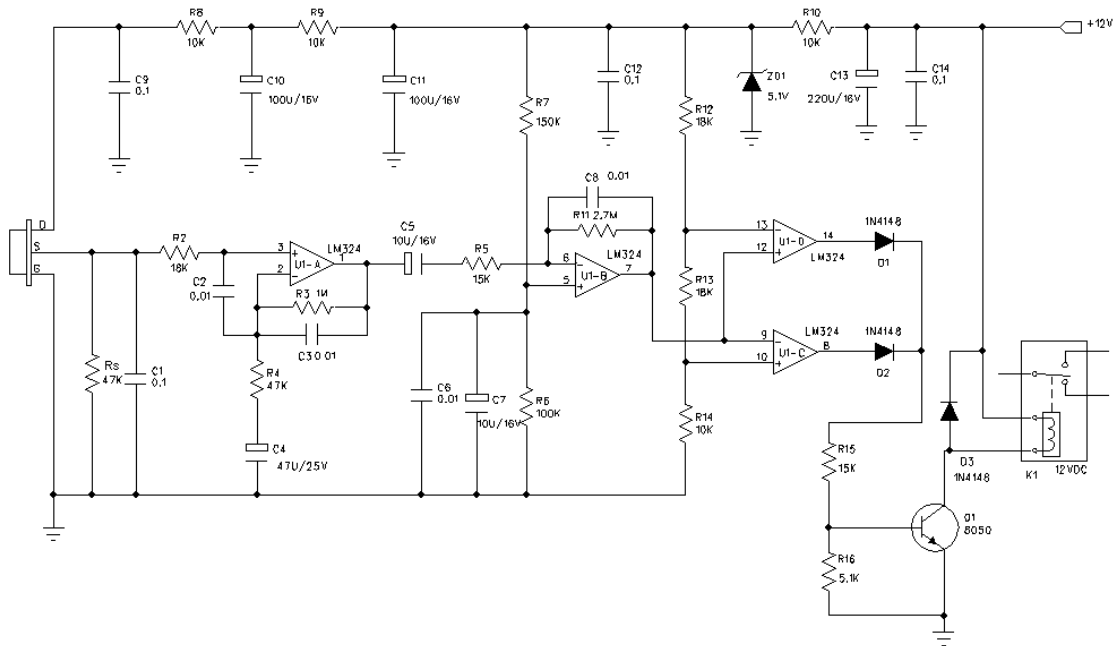 R8
10K
R9
10K
R10
10K
+12V
C9
0.1
C10
100U/16V
C11
100U/16V
C12
0.1
ZD1
5.1V
C13
220U/16V
C14
0.1
R7
150K
R12
18K
C8 0.01
R11 2.7M
D
S
G
R2
18K
C2
0.01
3
+
2
-
U1-A
LM324
1
R3 1M
C3 0.01
C5
10U/16V
R5
15K
6
-
5
+
U1-B
LM324
7
13
-
12
+
U1-D
14
LM324
1N4148
D1
R13
18K
9
-
10
+
U1-C
LM324
8
1N4148
D2
Rs
47K
C1
0.1
R4
47K
C4
47U/25V
C6
0.01
C7
10U/16V
R6
100K
R14
10K
R15
15K
R16
5.1K
Q1
8050
D3
1N4148
K1
12VDC